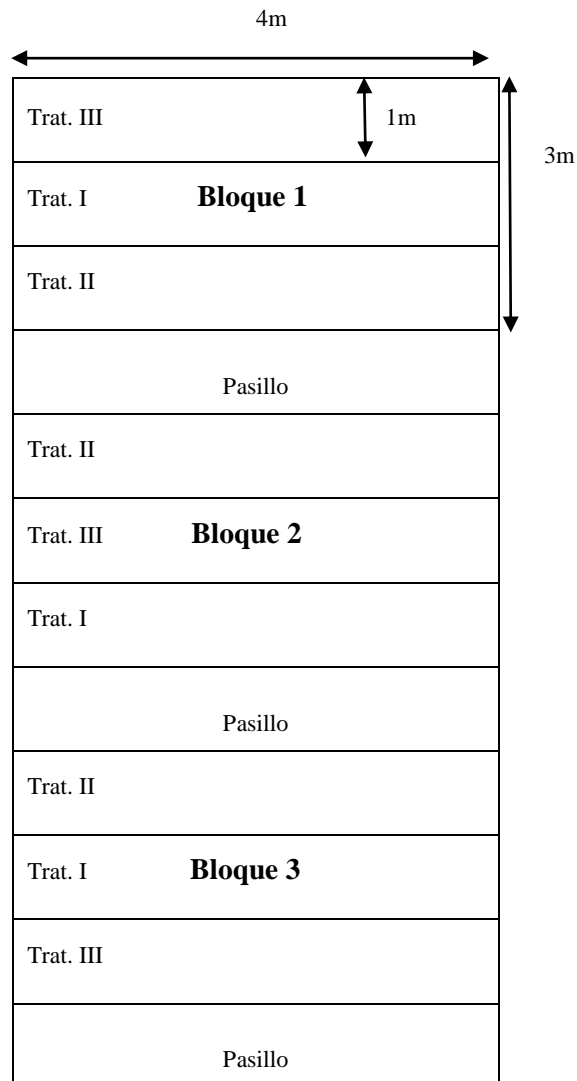 4m
Trat. III
1m
3m
Trat. I
Bloque 1
Trat. II
Pasillo
Trat. II
Trat. III
Bloque 2
Trat. I
Pasillo
Trat. II
Trat. I
Bloque 3
Trat. III
Pasillo